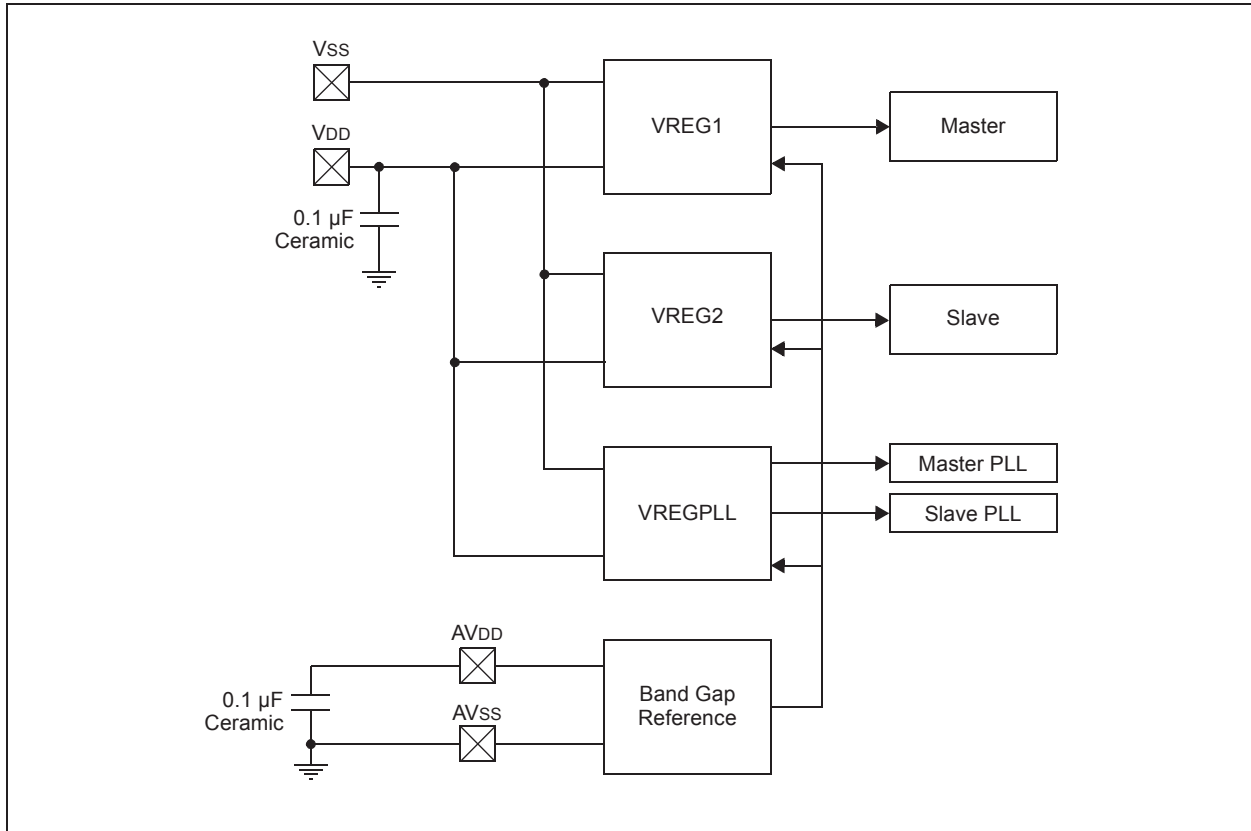 VSS
VREG1
Master
VDD
0.1 µF
Ceramic
VREG2
Slave
VREGPLL
Master PLL
Slave PLL
AVDD
0.1 µF
Ceramic
AVSS
Band Gap
Reference